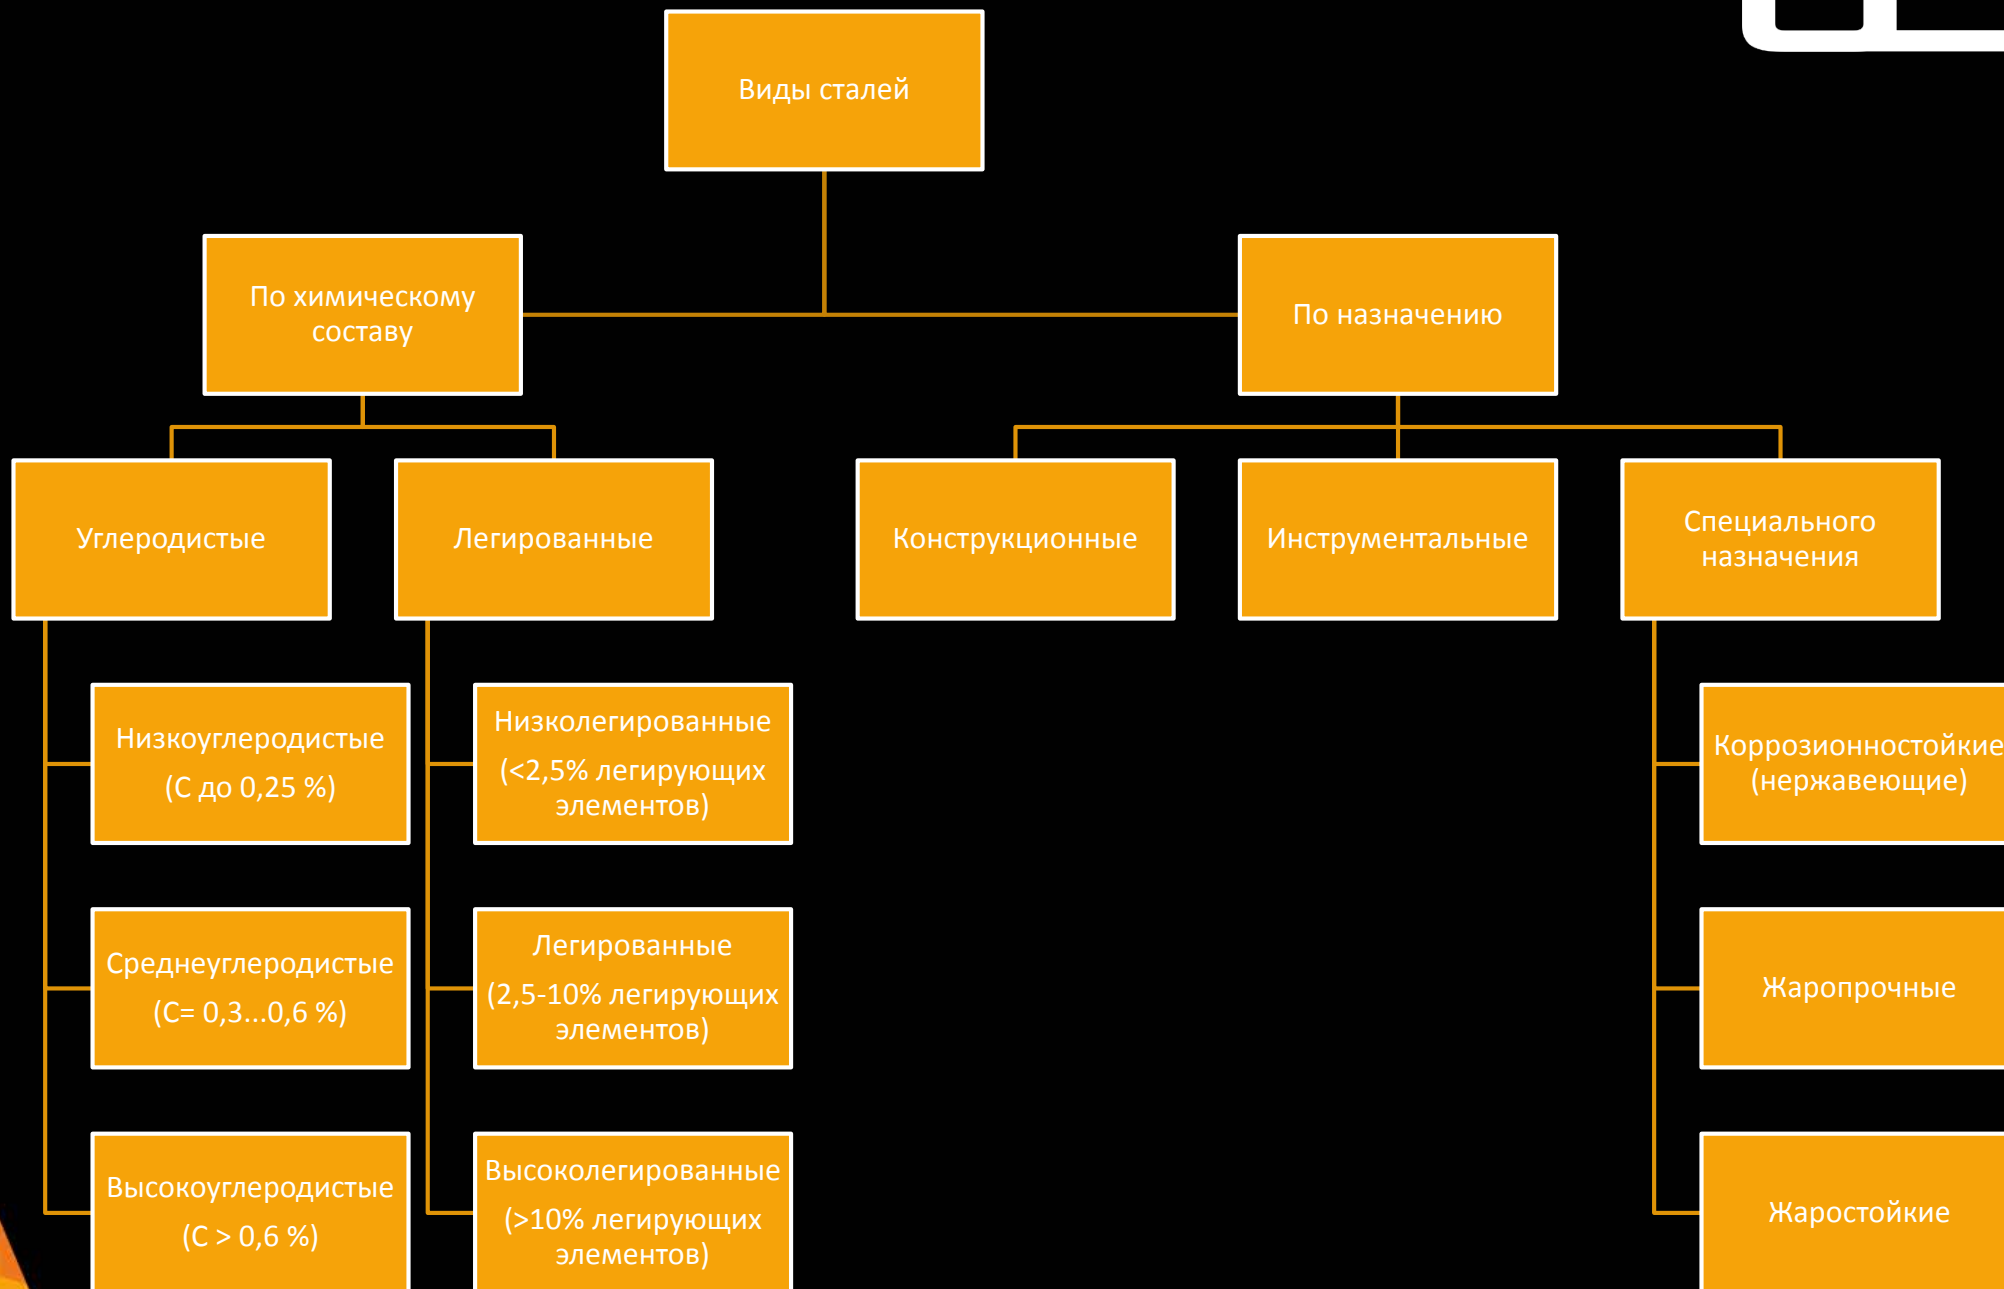 Виды сталей
По химическому
составу
По назначению
Углеродистые
Легированные
Конструкционные
Инструментальные
Специального
назначения
Низкоуглеродистые
(С до 0,25 %)
Низколегированные
(<2,5% легирующих
элементов)
Коррозионностойкие
(нержавеющие)
Среднеуглеродистые
(С= 0,3...0,6 %)
Легированные
(2,5-10% легирующих
элементов)
Жаропрочные
Высокоуглеродистые
(С > 0,6 %)
Высоколегированные
(>10% легирующих
элементов)
Жаростойкие